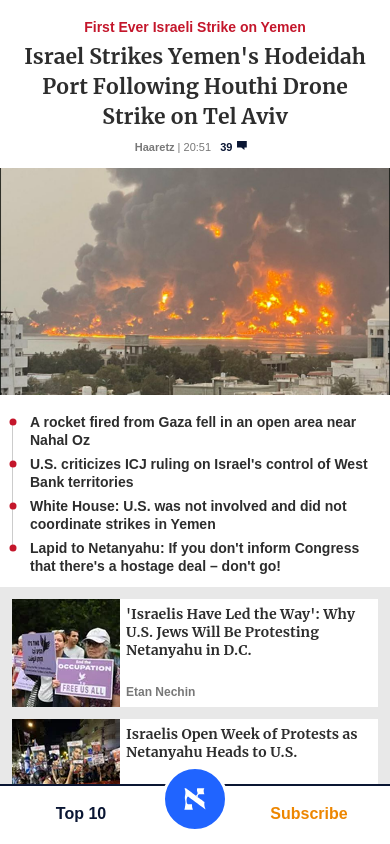 First Ever Israeli Strike on Yemen
Israel Strikes Yemen's Hodeidah
Port Following Houthi Drone
Strike on Tel Aviv
Haaretz | 20:51 39
A rocket fired from Gaza fell in an open area near
Nahal Oz
U.S. criticizes ICJ ruling on Israel's control of West
Bank territories
White House: U.S. was not involved and did not
coordinate strikes in Yemen
Lapid to Netanyahu: If you don't inform Congress
that there's a hostage deal – don't go!
'Israelis Have Led the Way': Why
U.S. Jews Will Be Protesting
Netanyahu in D.C.
Etan Nechin
OCCUPATION
FREE US ALL
Israelis Open Week of Protests as
Netanyahu Heads to U.S.
Top 10
Subscribe